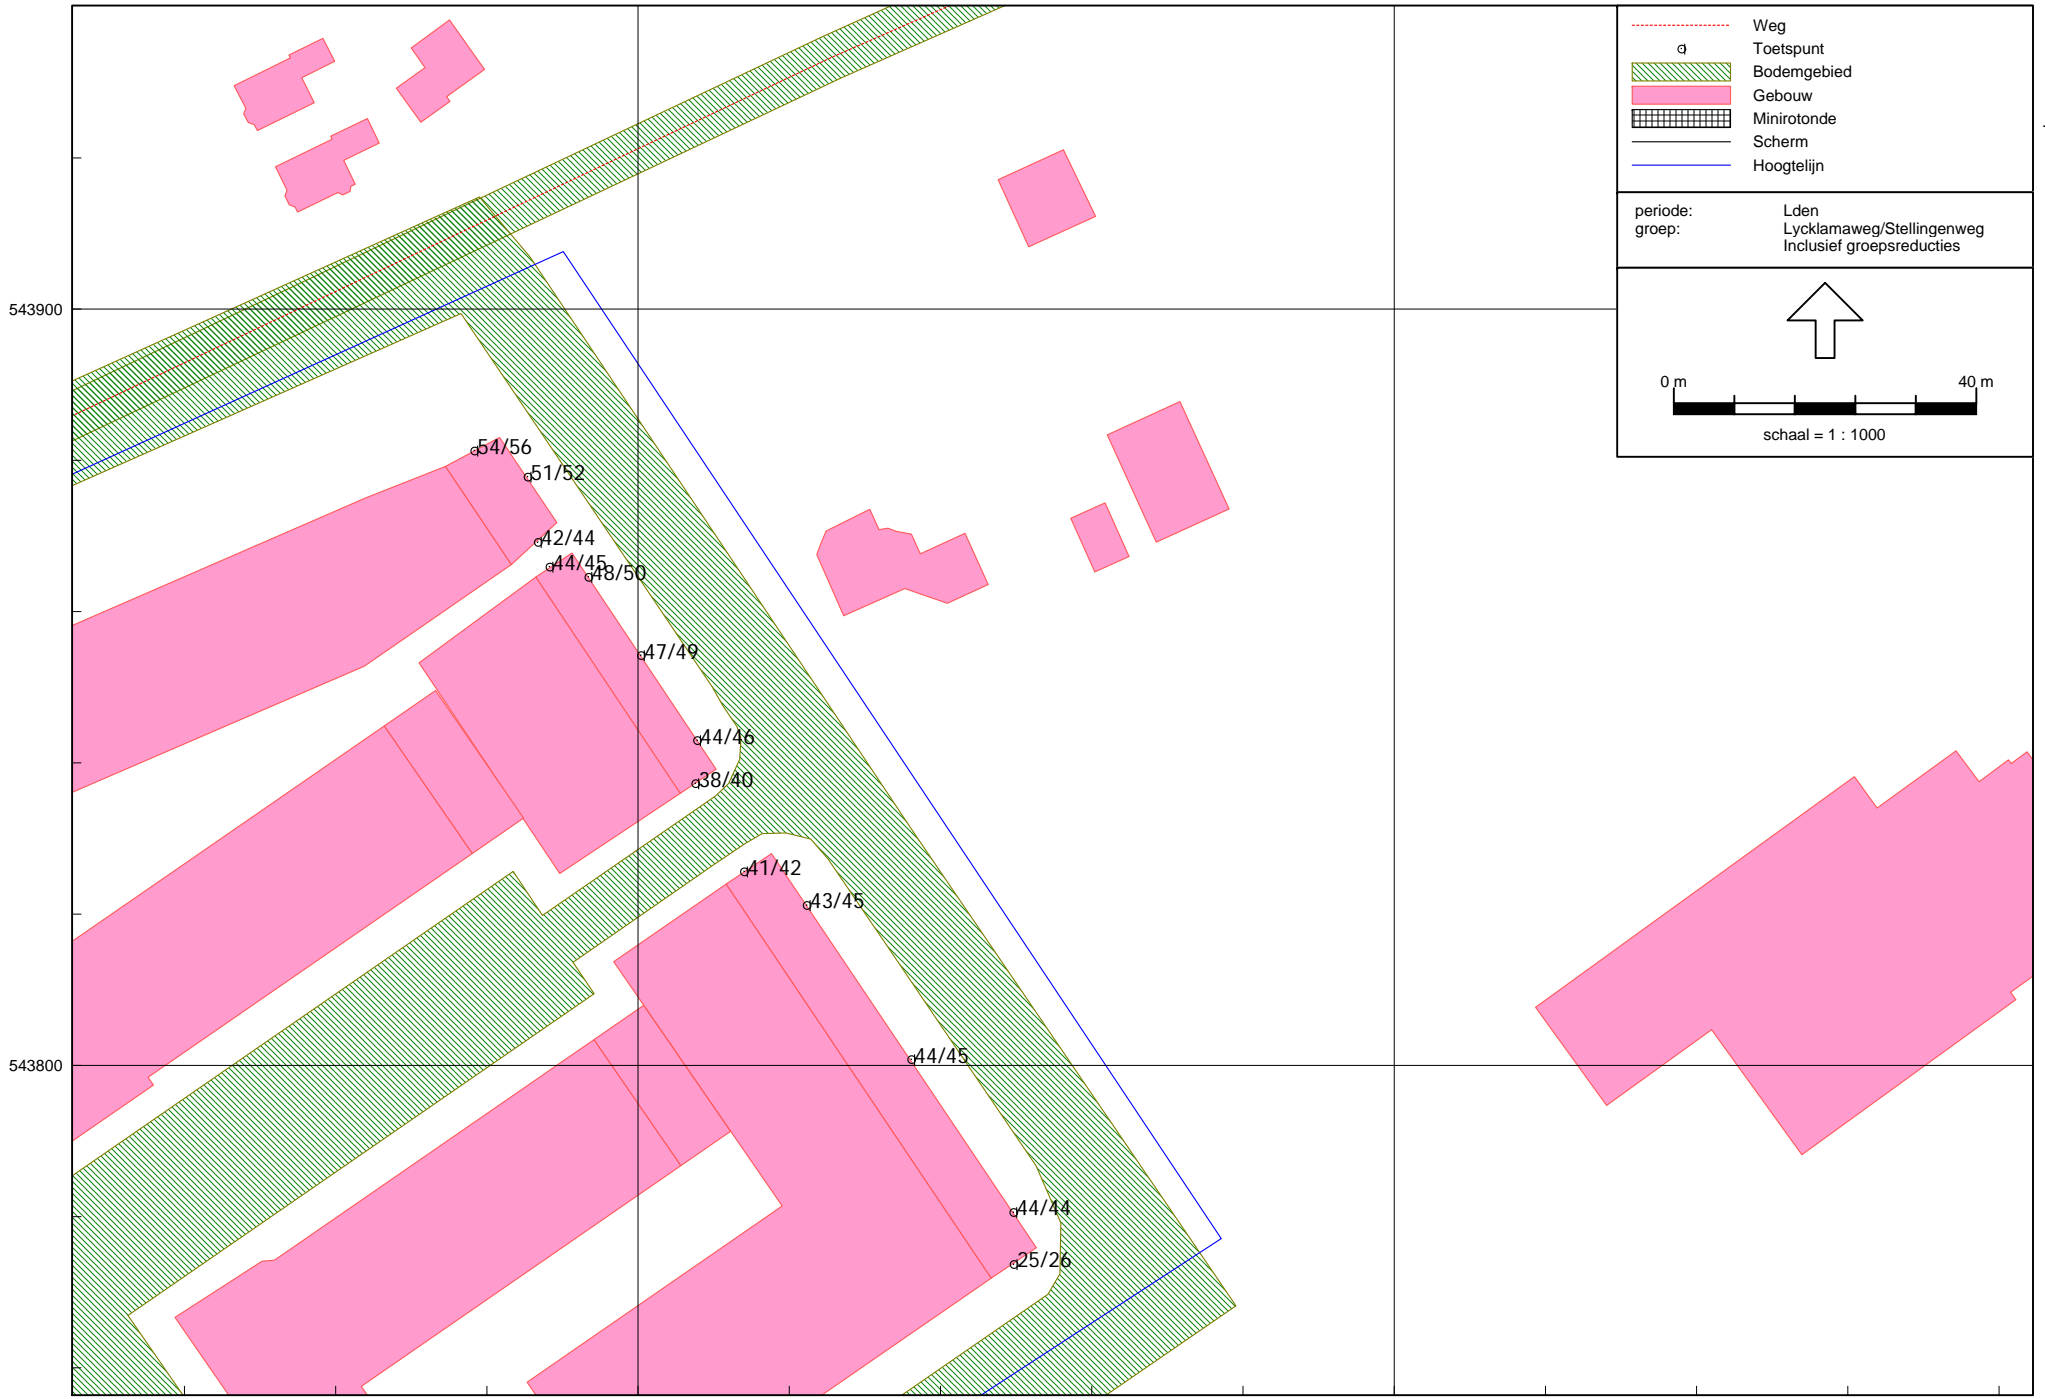 Weg
Toetspunt
Bodemgebied
Gebouw
Minirotonde
Scherm
Hoogtelijn
periode: Lden
groep: Lycklamaweg/Stellingenweg
Inclusief groepsreducties
543900
0 m 40 m
schaal = 1 : 1000
54/56
51/52
42/44
44/45
48/50
47/49
44/46
38/40
41/42
43/45
44/45
543800
44/44
25/26